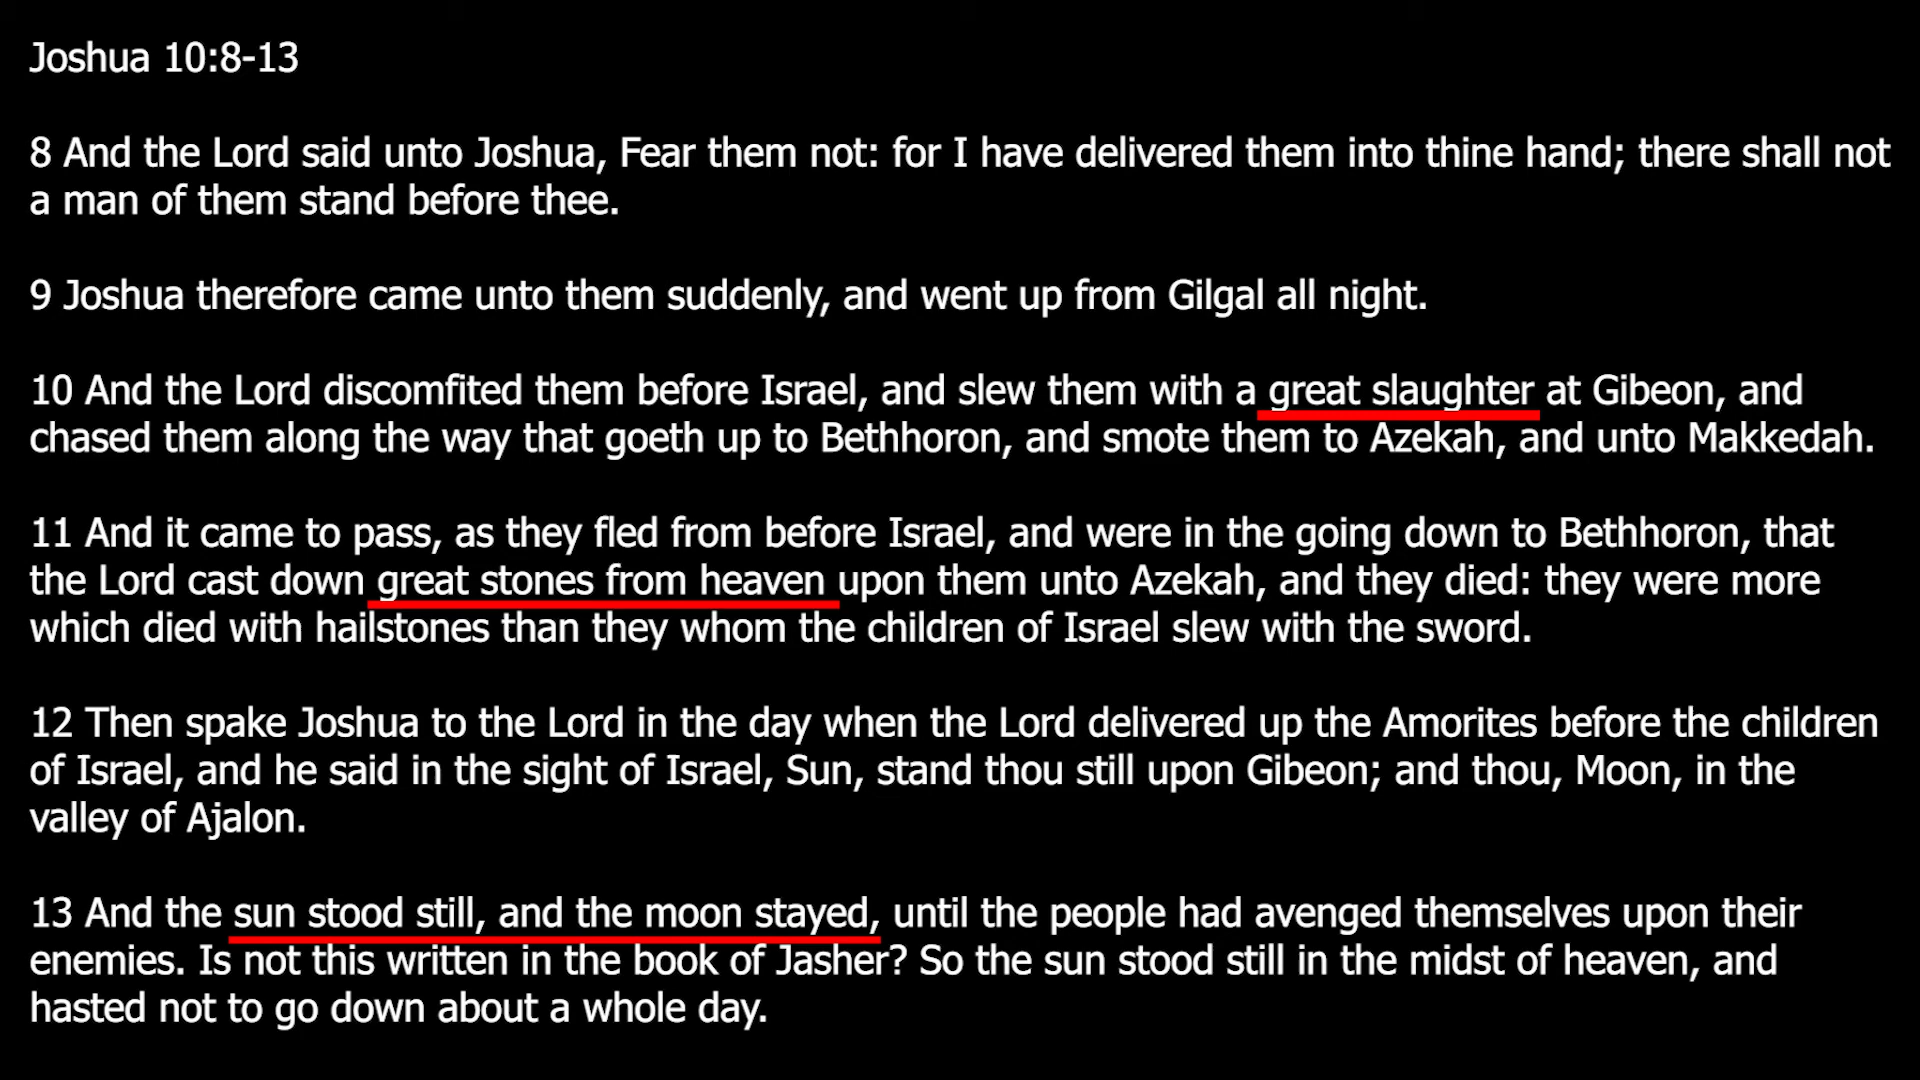 Joshua 10:8-13
8 And the Lord said unto Joshua, Fear them not: for I have delivered them into thine hand; there shall not
a man of them stand before thee.
9 Joshua therefore came unto them suddenly, and went up from Gilgal all night.
10 And the Lord discomfited them before Israel, and slew them with a great slaughter at Gibeon, and
chased them along the way that goeth up to Bethhoron, and smote them to Azekah, and unto Makkedah.
11 And it came to pass, as they fled from before Israel, and were in the going down to Bethhoron, that
the Lord cast down great stones from heaven upon them unto Azekah, and they died: they were more
which died with hailstones than they whom the children of Israel slew with the sword.
12 Then spake Joshua to the Lord in the day when the Lord delivered up the Amorites before the children
of Israel, and he said in the sight of Israel, Sun, stand thou still upon Gibeon; and thou, Moon, in the
valley of Ajalon.
13 And the sun stood still, and the moon stayed, until the people had avenged themselves upon their
enemies. Is not this written in the book of Jasher? So the sun stood still in the midst of heaven, and
hasted not to go down about a whole day.